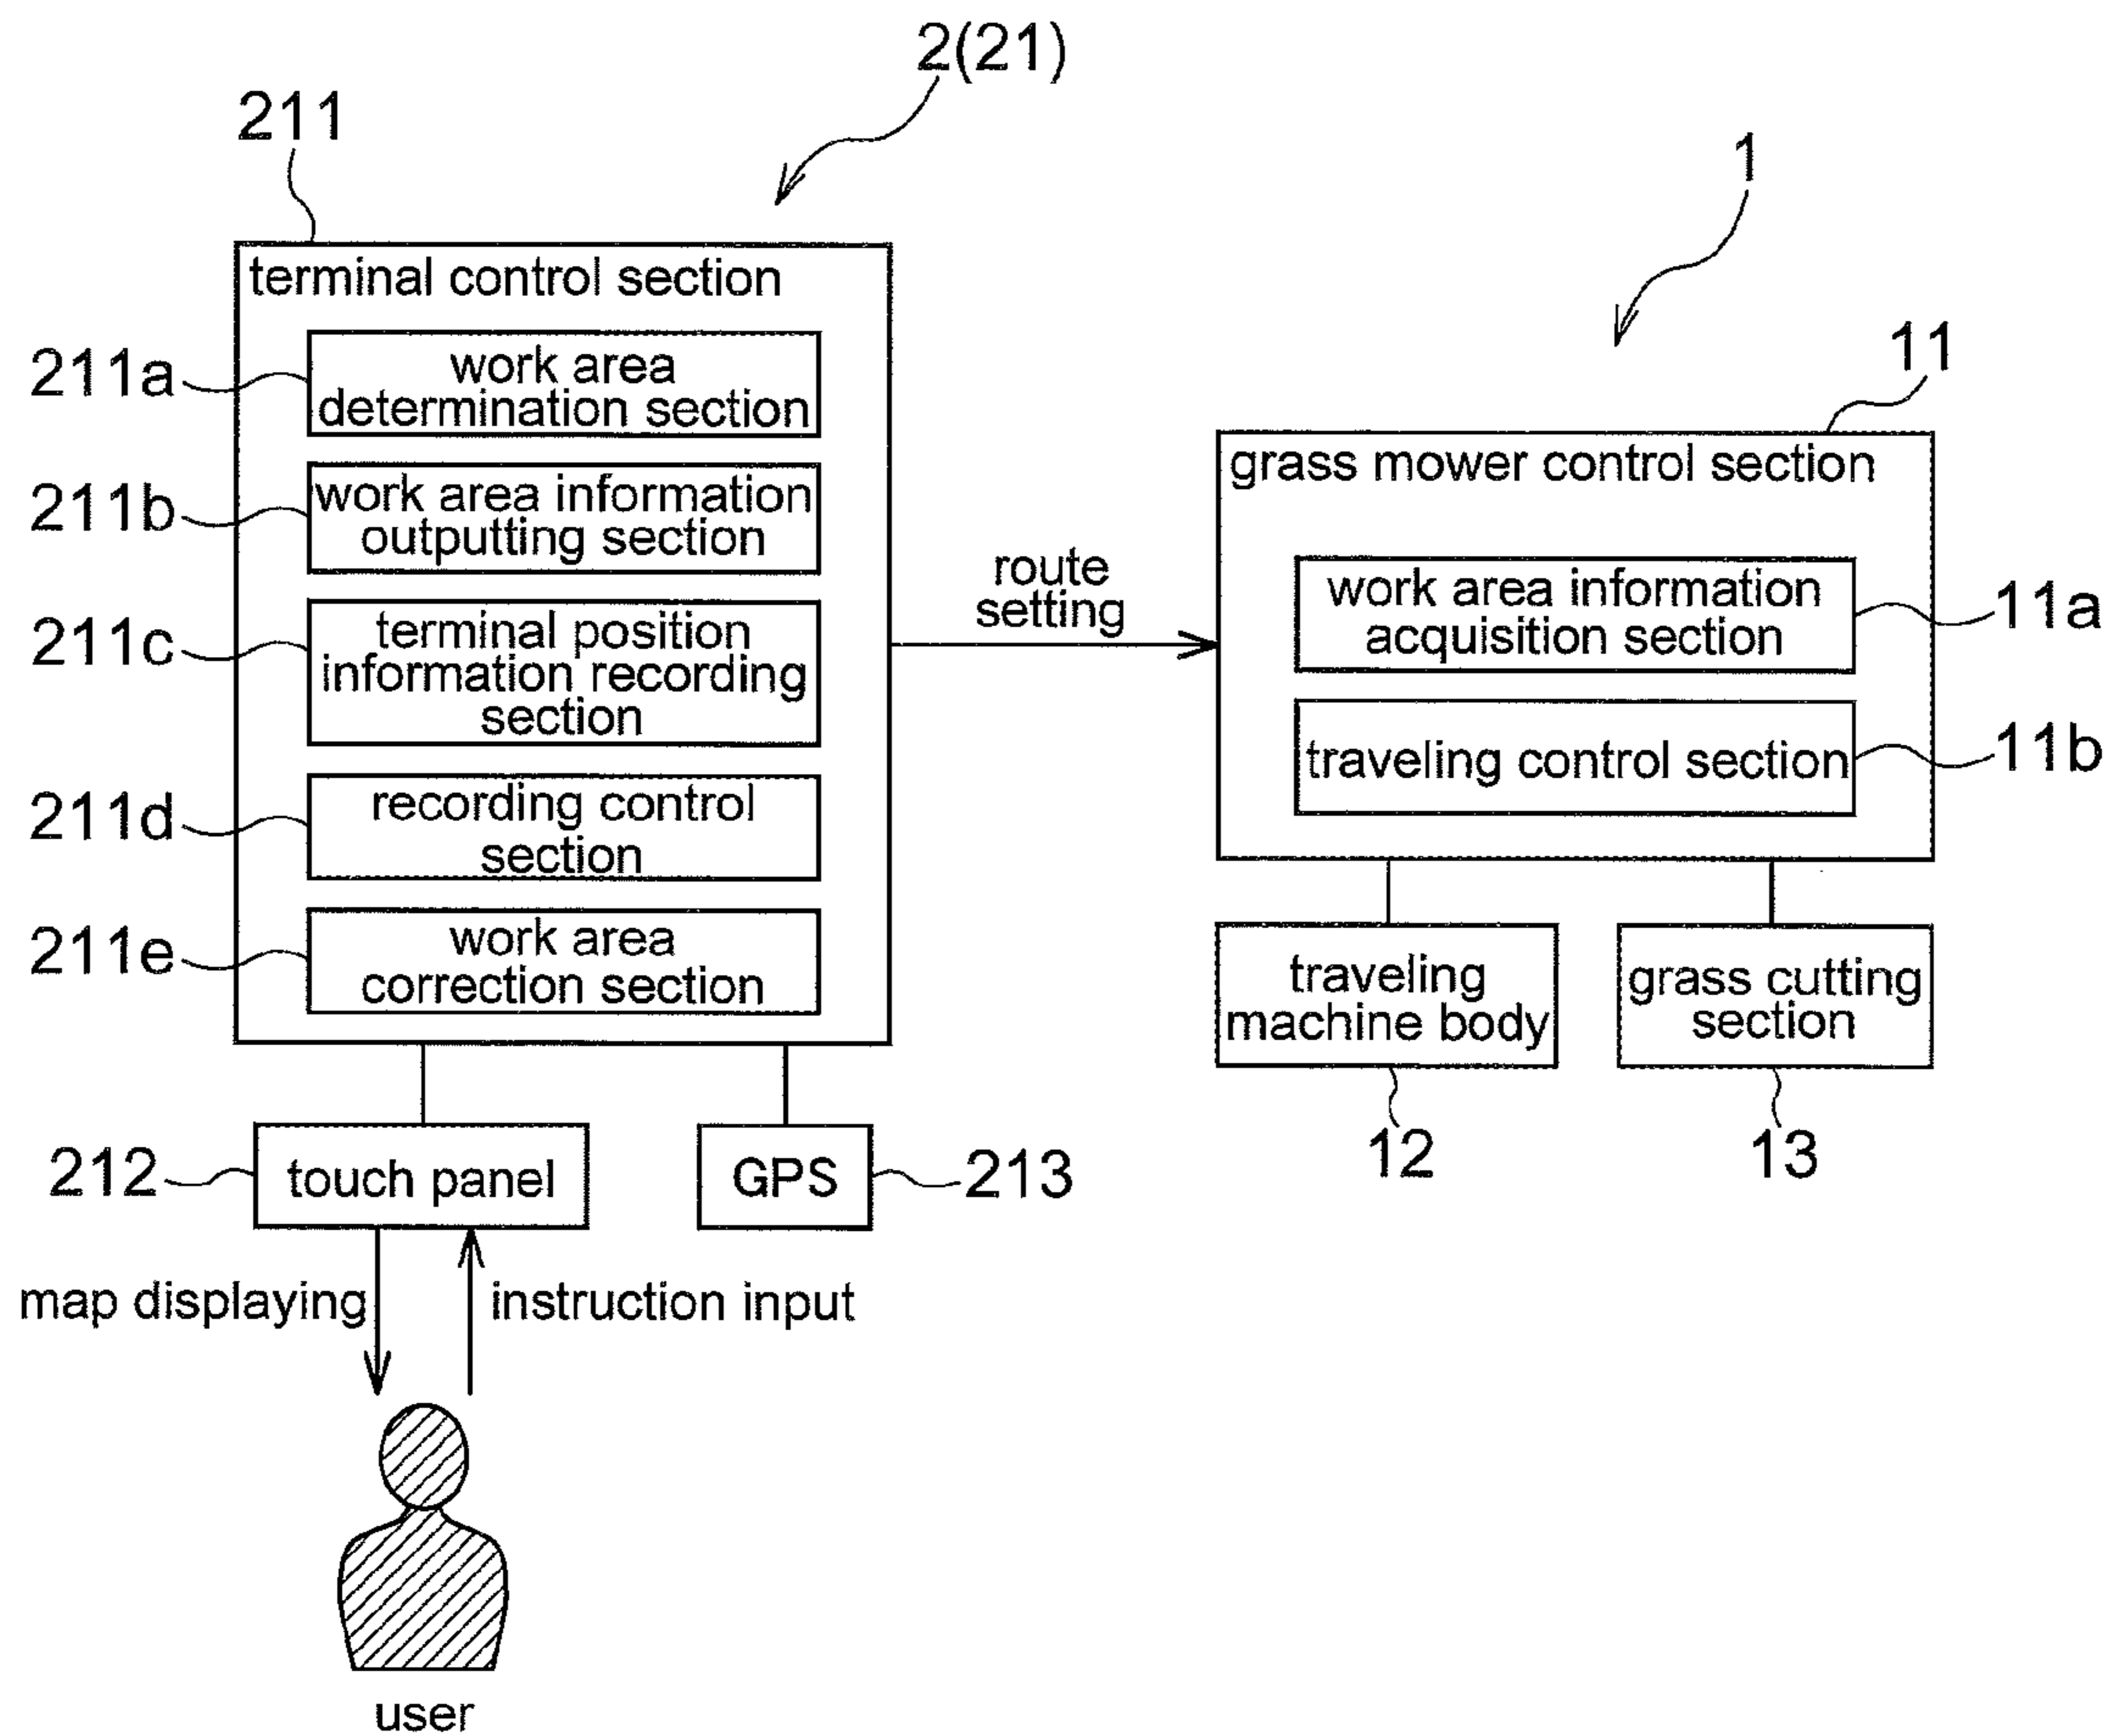 2(21)
211
1
terminal control section
11
211a
work area
determination section
grass mower control section
211b
work area information
outputting section
route
setting
work area information
acquisition section
11a
211c
terminal position
information recording
section
traveling control section
11b
211d
recording control
section
211e
work area
correction section
traveling
machine body
grass cutting
section
12
13
212
touch panel
GPS
213
map displaying
instruction input
user